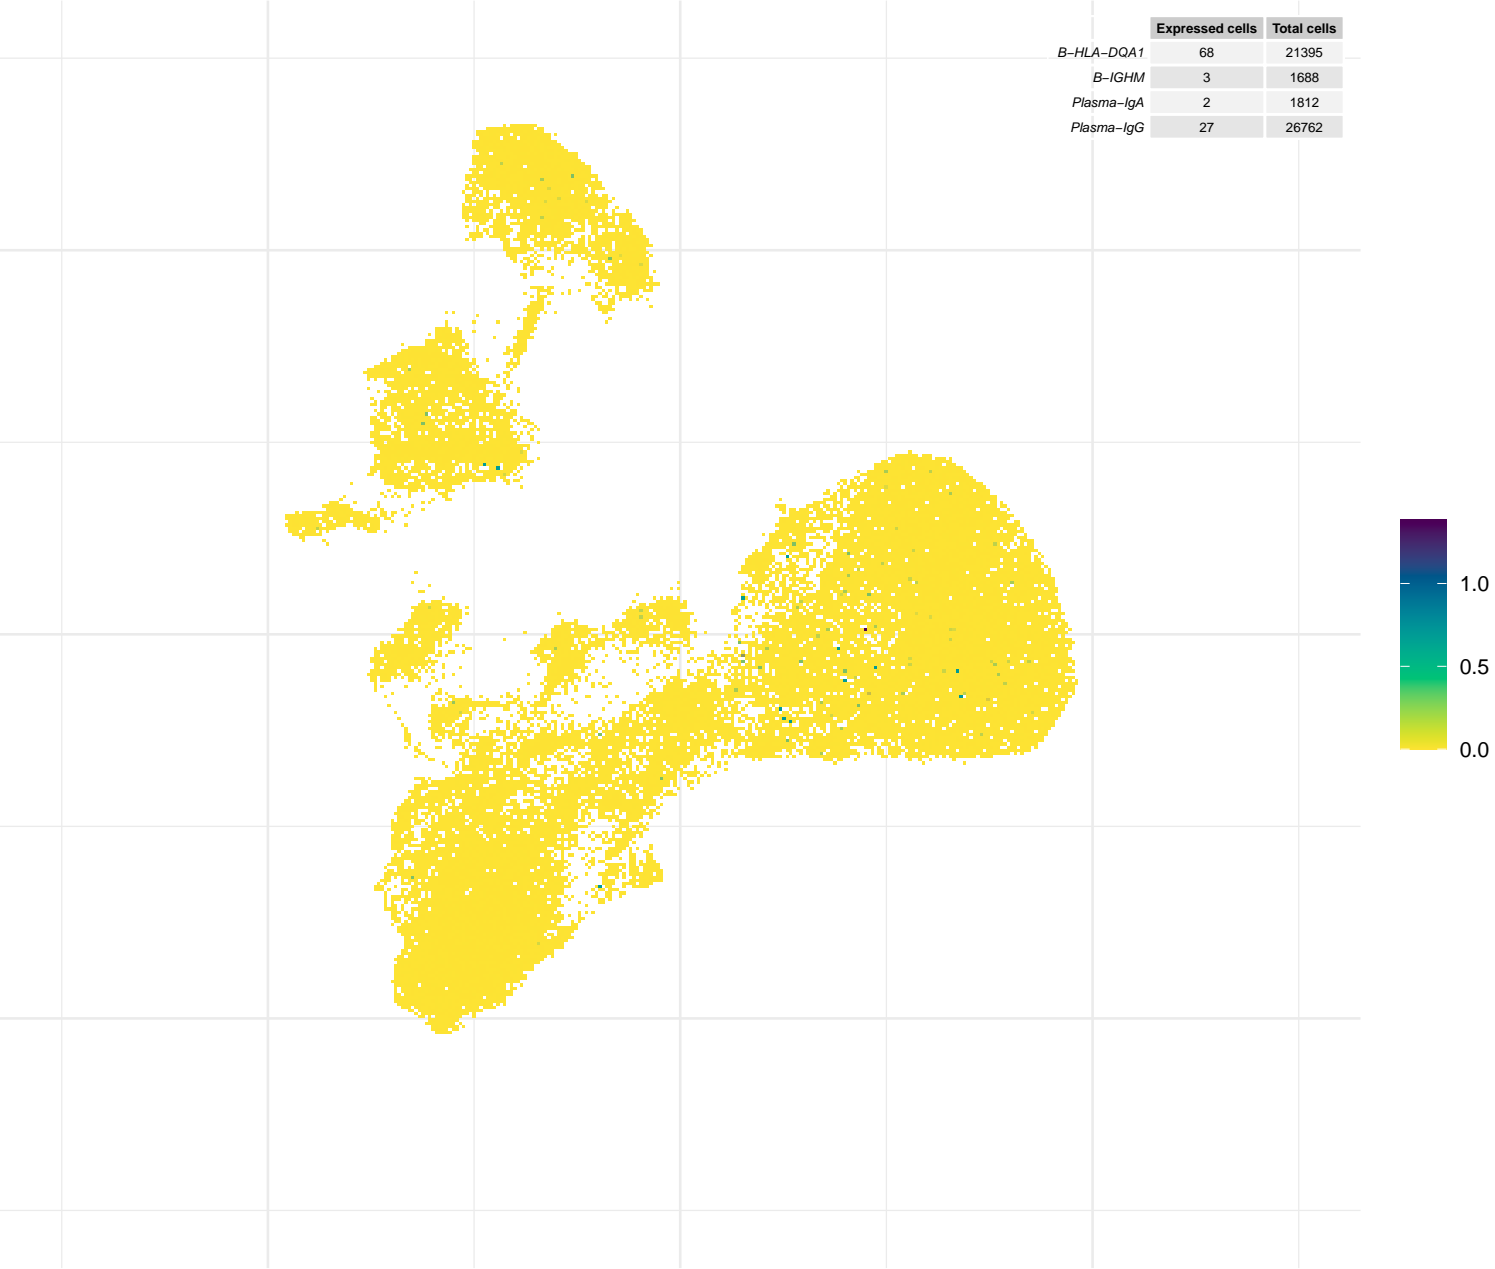 Expressed cells Total cells
B−HLA−DQA1 68 21395
B−IGHM 3 1688
Plasma−IgA 2 1812
Plasma−IgG 27 26762
1.0
0.5
0.0